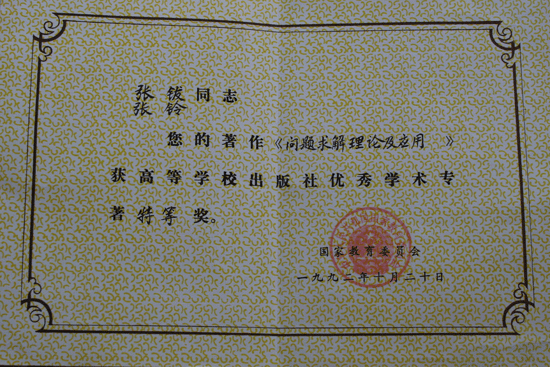 张钹同志
张铃
您的著作《问题求解理论及应用》
获高等学校出版社优秀学术专
著特等奖。
国家教育委员会
一九九二年十月二十日